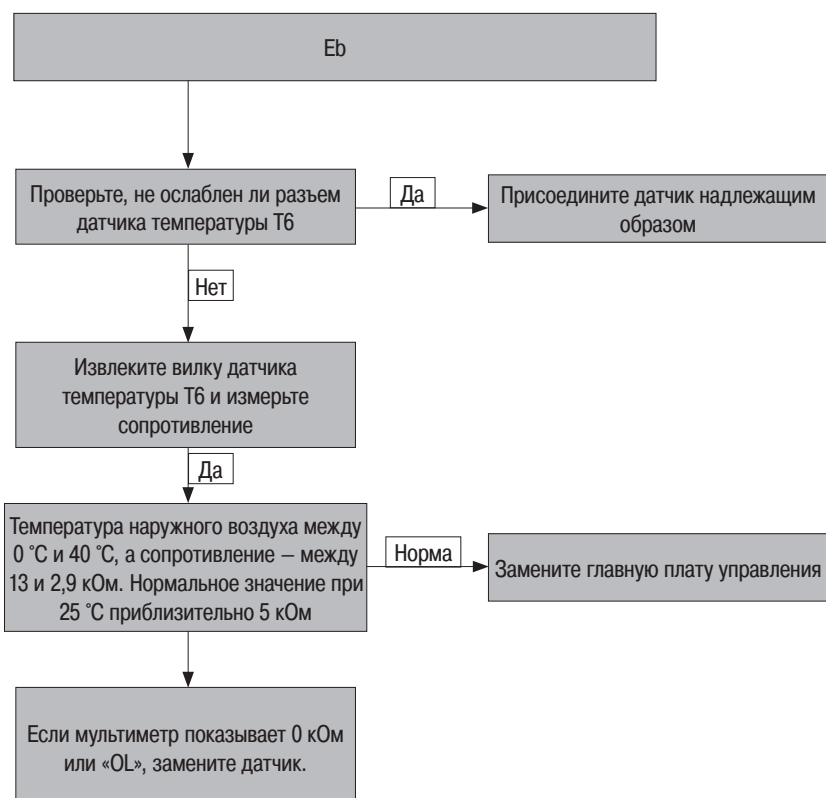 Eb
Проверьте, не ослаблен ли разъем
датчика температуры T6
Да
Присоедините датчик надлежащим
образом
Нет
Извлеките вилку датчика
температуры T6 и измерьте
сопротивление
Да
Температура наружного воздуха между
0 °C и 40 °C, а сопротивление – между
13 и 2,9 кОм. Нормальное значение при
25 °C приблизительно 5 кОм
Норма
Замените главную плату управления
Если мультиметр показывает 0 кОм
или «OL», замените датчик.